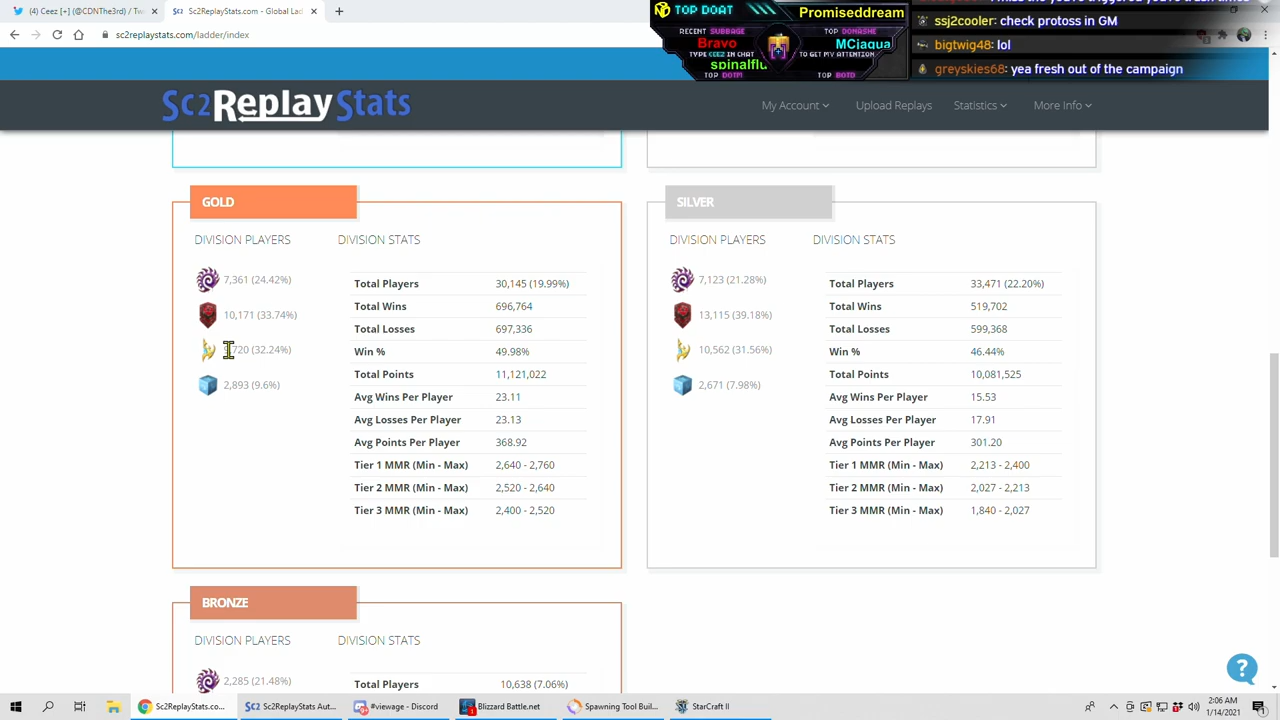 (4) Ceez [+] (@CDNThe3rd) / Tw
Sc2ReplayStats.com - Global Lad
sc2replaystats.com/ladder/index
TOP DOAT
Promiseddream
RECENT SUBBAGE
TOP DONASHE
Bravo
MCjaqua
TYPE CEEZ IN CHAT
TO GET MY ATTENTION
spinalflu
TOP DOTM
TOP BOTD
ssj2cooler: check protoss in GM
bigtwig48: lol
greyskies68: yea fresh out of the campaign
Sc2ReplayStats
My Account
Upload Replays
Statistics
More Info
GOLD
DIVISION PLAYERS
DIVISION STATS
7,361 (24.42%)
10,171 (33.74%)
720 (32.24%)
2,893 (9.6%)
Total Players 30,145 (19.99%)
Total Wins 696,764
Total Losses 697,336
Win % 49.98%
Total Points 11,121,022
Avg Wins Per Player 23.11
Avg Losses Per Player 23.13
Avg Points Per Player 368.92
Tier 1 MMR (Min - Max) 2,640 - 2,760
Tier 2 MMR (Min - Max) 2,520 - 2,640
Tier 3 MMR (Min - Max) 2,400 - 2,520
SILVER
DIVISION PLAYERS
DIVISION STATS
7,123 (21.28%)
13,115 (39.18%)
10,562 (31.56%)
2,671 (7.98%)
Total Players 33,471 (22.20%)
Total Wins 519,702
Total Losses 599,368
Win % 46.44%
Total Points 10,081,525
Avg Wins Per Player 15.53
Avg Losses Per Player 17.91
Avg Points Per Player 301.20
Tier 1 MMR (Min - Max) 2,213 - 2,400
Tier 2 MMR (Min - Max) 2,027 - 2,213
Tier 3 MMR (Min - Max) 1,840 - 2,027
BRONZE
DIVISION PLAYERS
DIVISION STATS
2,285 (21.48%)
Total Players 10,638 (7.06%)
?
Sc2ReplayStats.co...
SC2
Sc2ReplayStats Aut...
#viewage - Discord
Blizzard Battle.net
Spawning Tool Buil...
StarCraft II
2:06 AM
1/14/2021